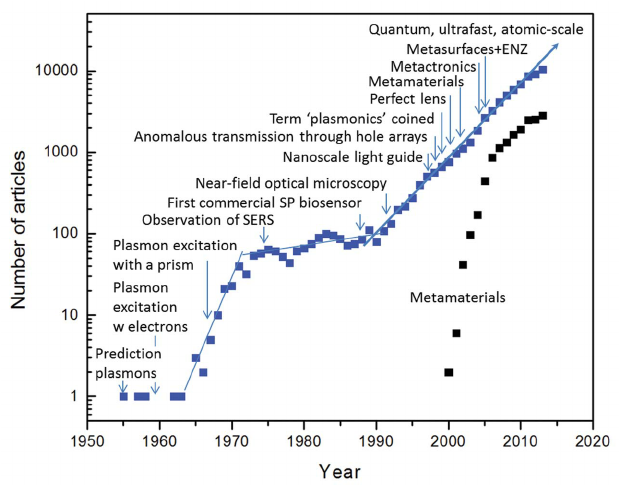 Quantum, ultrafast, atomic-scale
Metasurfaces+ENZ
Metactronics
Metamaterials
Perfect lens
Term 'plasmonics' coined
Anomalous transmission through hole arrays
Nanoscale light guide
Near-field optical microscopy
First commercial SP biosensor
Observation of SERS
Plasmon excitation
with a prism
Plasmon
excitation
w electrons
Prediction
plasmons
Metamaterials
Number of articles
10000
1000
100
10
1
1950 1960 1970 1980 1990 2000 2010 2020
Year